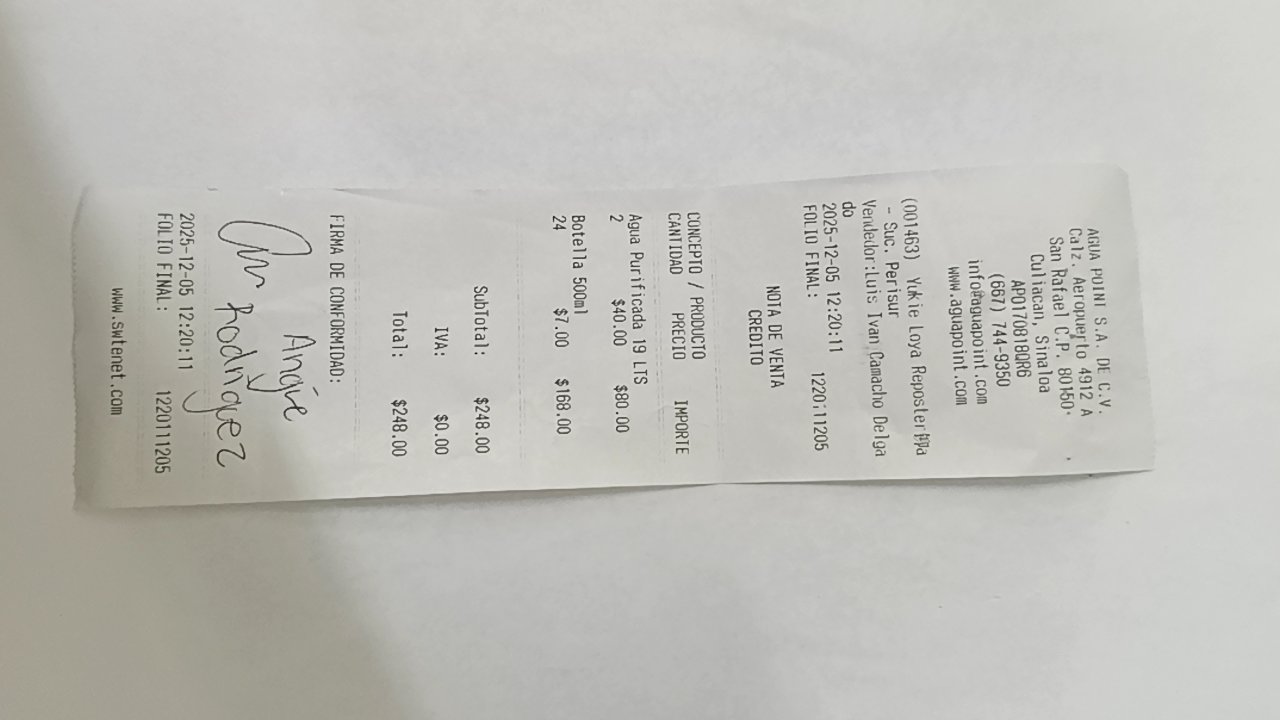 AGUA POINT S.A. DE C.V.
Calz. Aeropuerto 4912 A
San Rafael C.P. 80150
Culiacan, Sinaloa
APO170818QR6
(667) 744-9350
info@aguapoint.com
www.aguapoint.com
(001463) Yukie Loya
- Suc. Perisur
Vendedor:Luis Ivan Camacho Delga
do
2025-12-05 12:20:11
FOLIO FINAL: 1220111205
NOTA DE VENTA
CREDITO
CONCEPTO / PRODUCTO
CANTIDAD PRECIO IMPORTE
Agua Purificada 19 LTS
2 $40.00 $80.00
Botella 500ml
24 $7.00 $168.00
SubTotal: $248.00
IVA: $0.00
Total: $248.00
FIRMA DE CONFORMIDAD:
Angie
Rodriguez
2025-12-05 12:20:11
FOLIO FINAL: 1220111205
www.swtenet.com